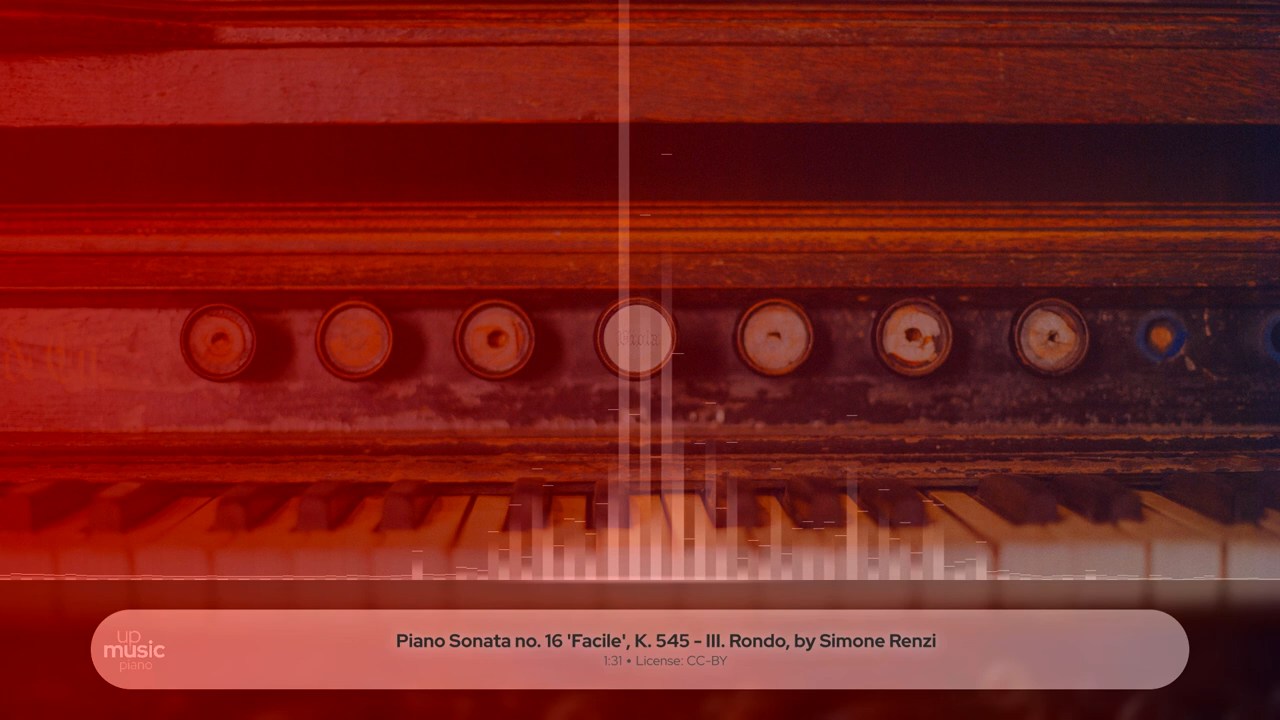 up
music
piano
Piano Sonata no. 16 'Facile', K. 545 - III. Rondo, by Simone Renzi
1:31 • License: CC-BY